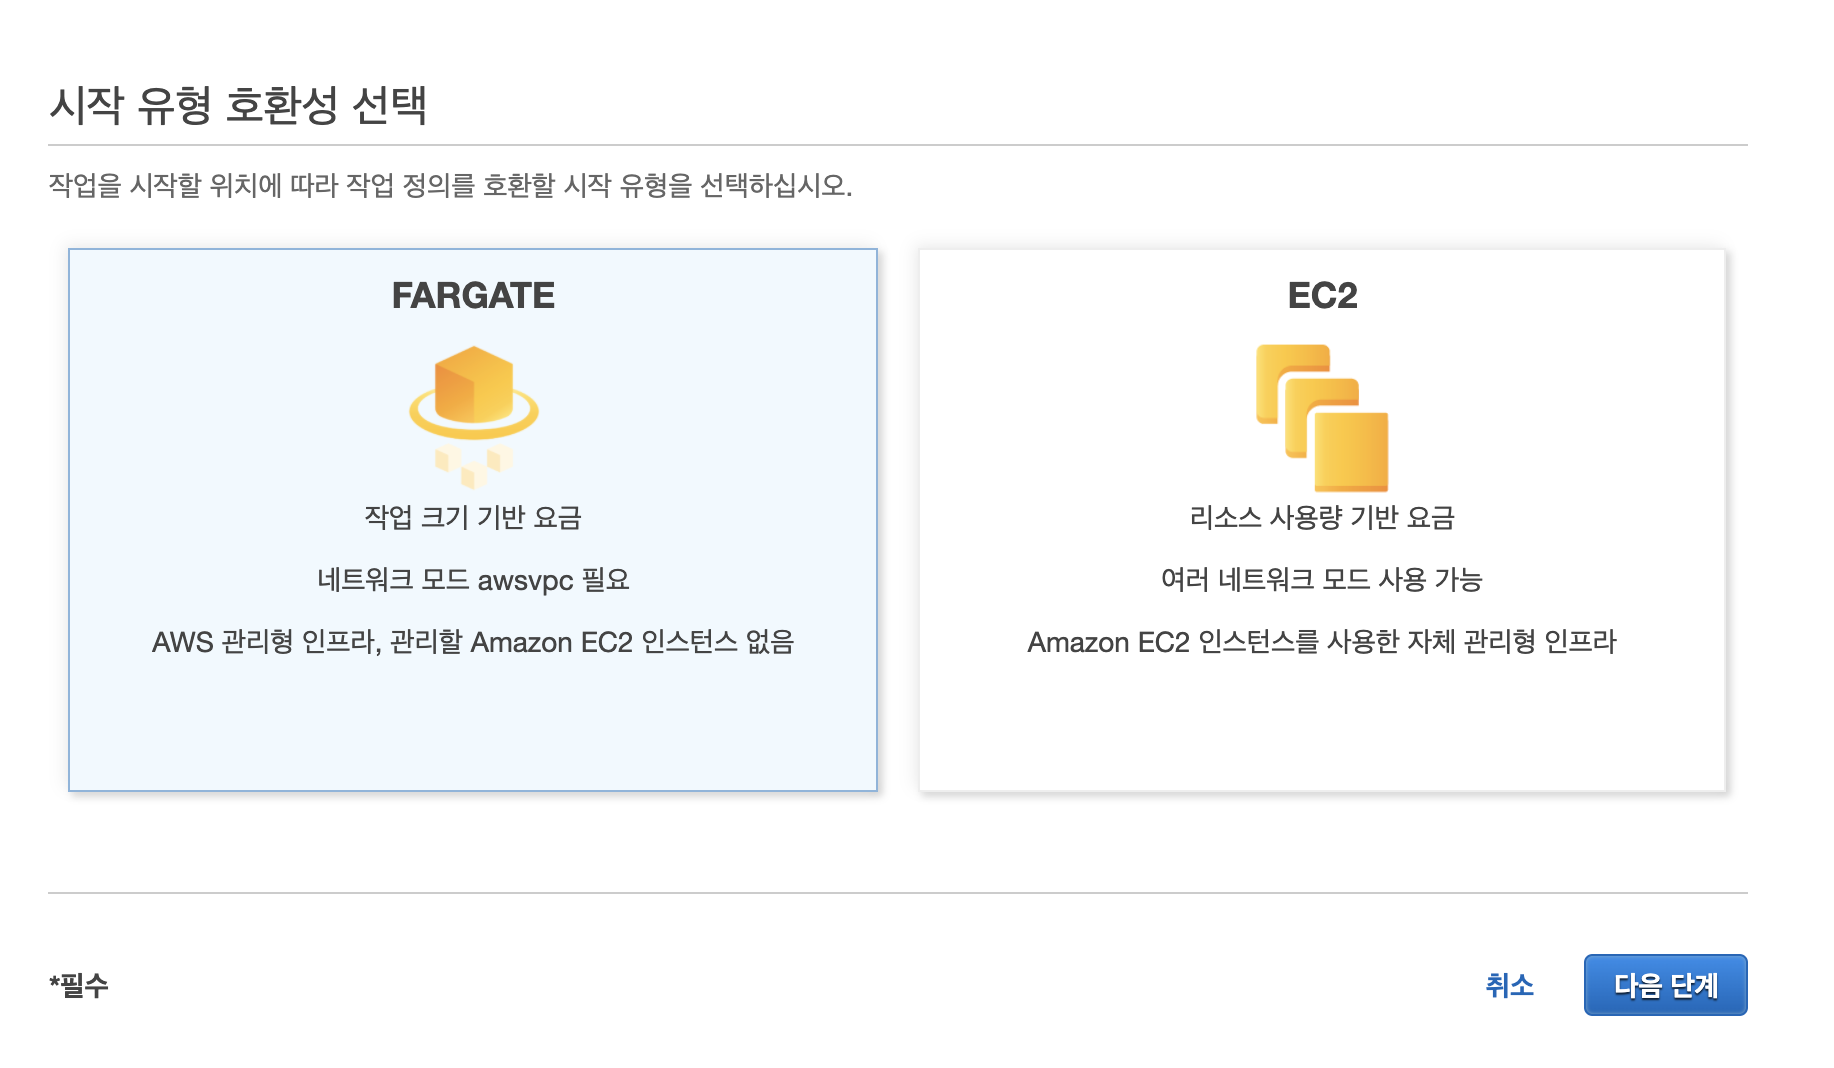 시작 유형 호환성 선택
작업을 시작할 위치에 따라 작업 정의를 호환할 시작 유형을 선택하십시오.
FARGATE
작업 크기 기반 요금
네트워크 모드 awsvpc 필요
AWS 관리형 인프라, 관리할 Amazon EC2 인스턴스 없음
EC2
리소스 사용량 기반 요금
여러 네트워크 모드 사용 가능
Amazon EC2 인스턴스를 사용한 자체 관리형 인프라
*필수
취소
다음 단계